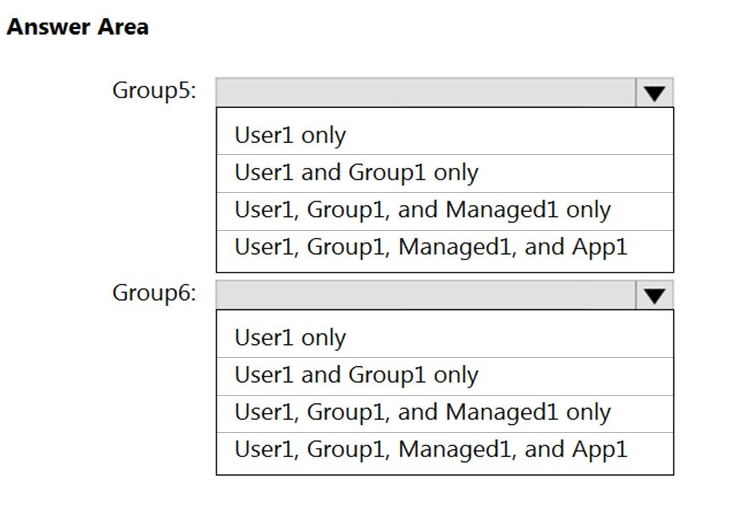 Answer Area
Group5:
User1 only
User1 and Group1 only
User1, Group1, and Managed1 only
User1, Group1, Managed1, and App1
Group6:
User1 only
User1 and Group1 only
User1, Group1, and Managed1 only
User1, Group1, Managed1, and App1